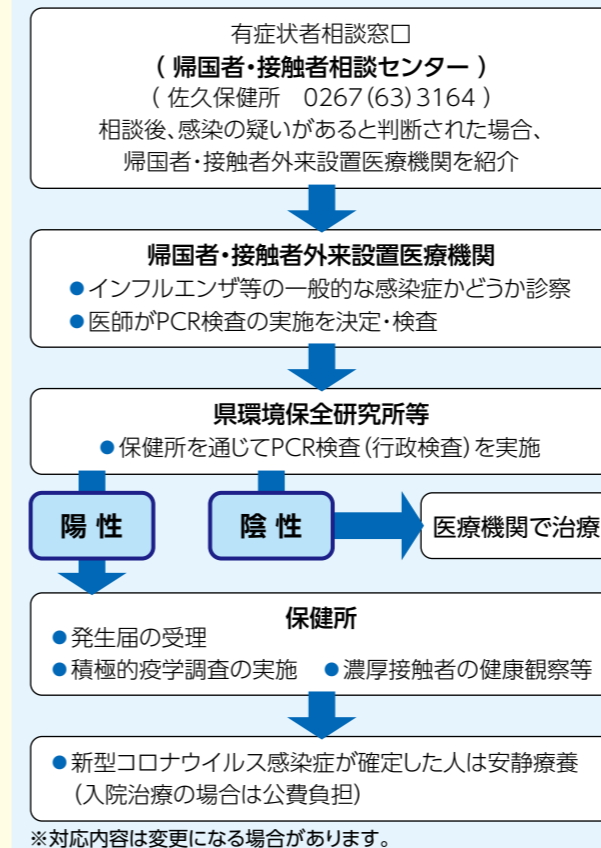 有症状者相談窓口
（ 帰国者・接触者相談センター ）
（ 佐久保健所　0267(63)3164 ）
相談後、感染の疑いがあると判断された場合、
帰国者・接触者外来設置医療機関を紹介
帰国者・接触者外来設置医療機関
●インフルエンザ等の一般的な感染症かどうか診察
●医師がPCR検査の実施を決定・検査
県環境保全研究所等
●保健所を通じてPCR検査(行政検査)を実施
陽 性
陰 性
医療機関で治療
保健所
●発生届の受理
●積極的疫学調査の実施　●濃厚接触者の健康観察等
●新型コロナウイルス感染症が確定した人は安静療養
(入院治療の場合は公費負担)
※対応内容は変更になる場合があります。